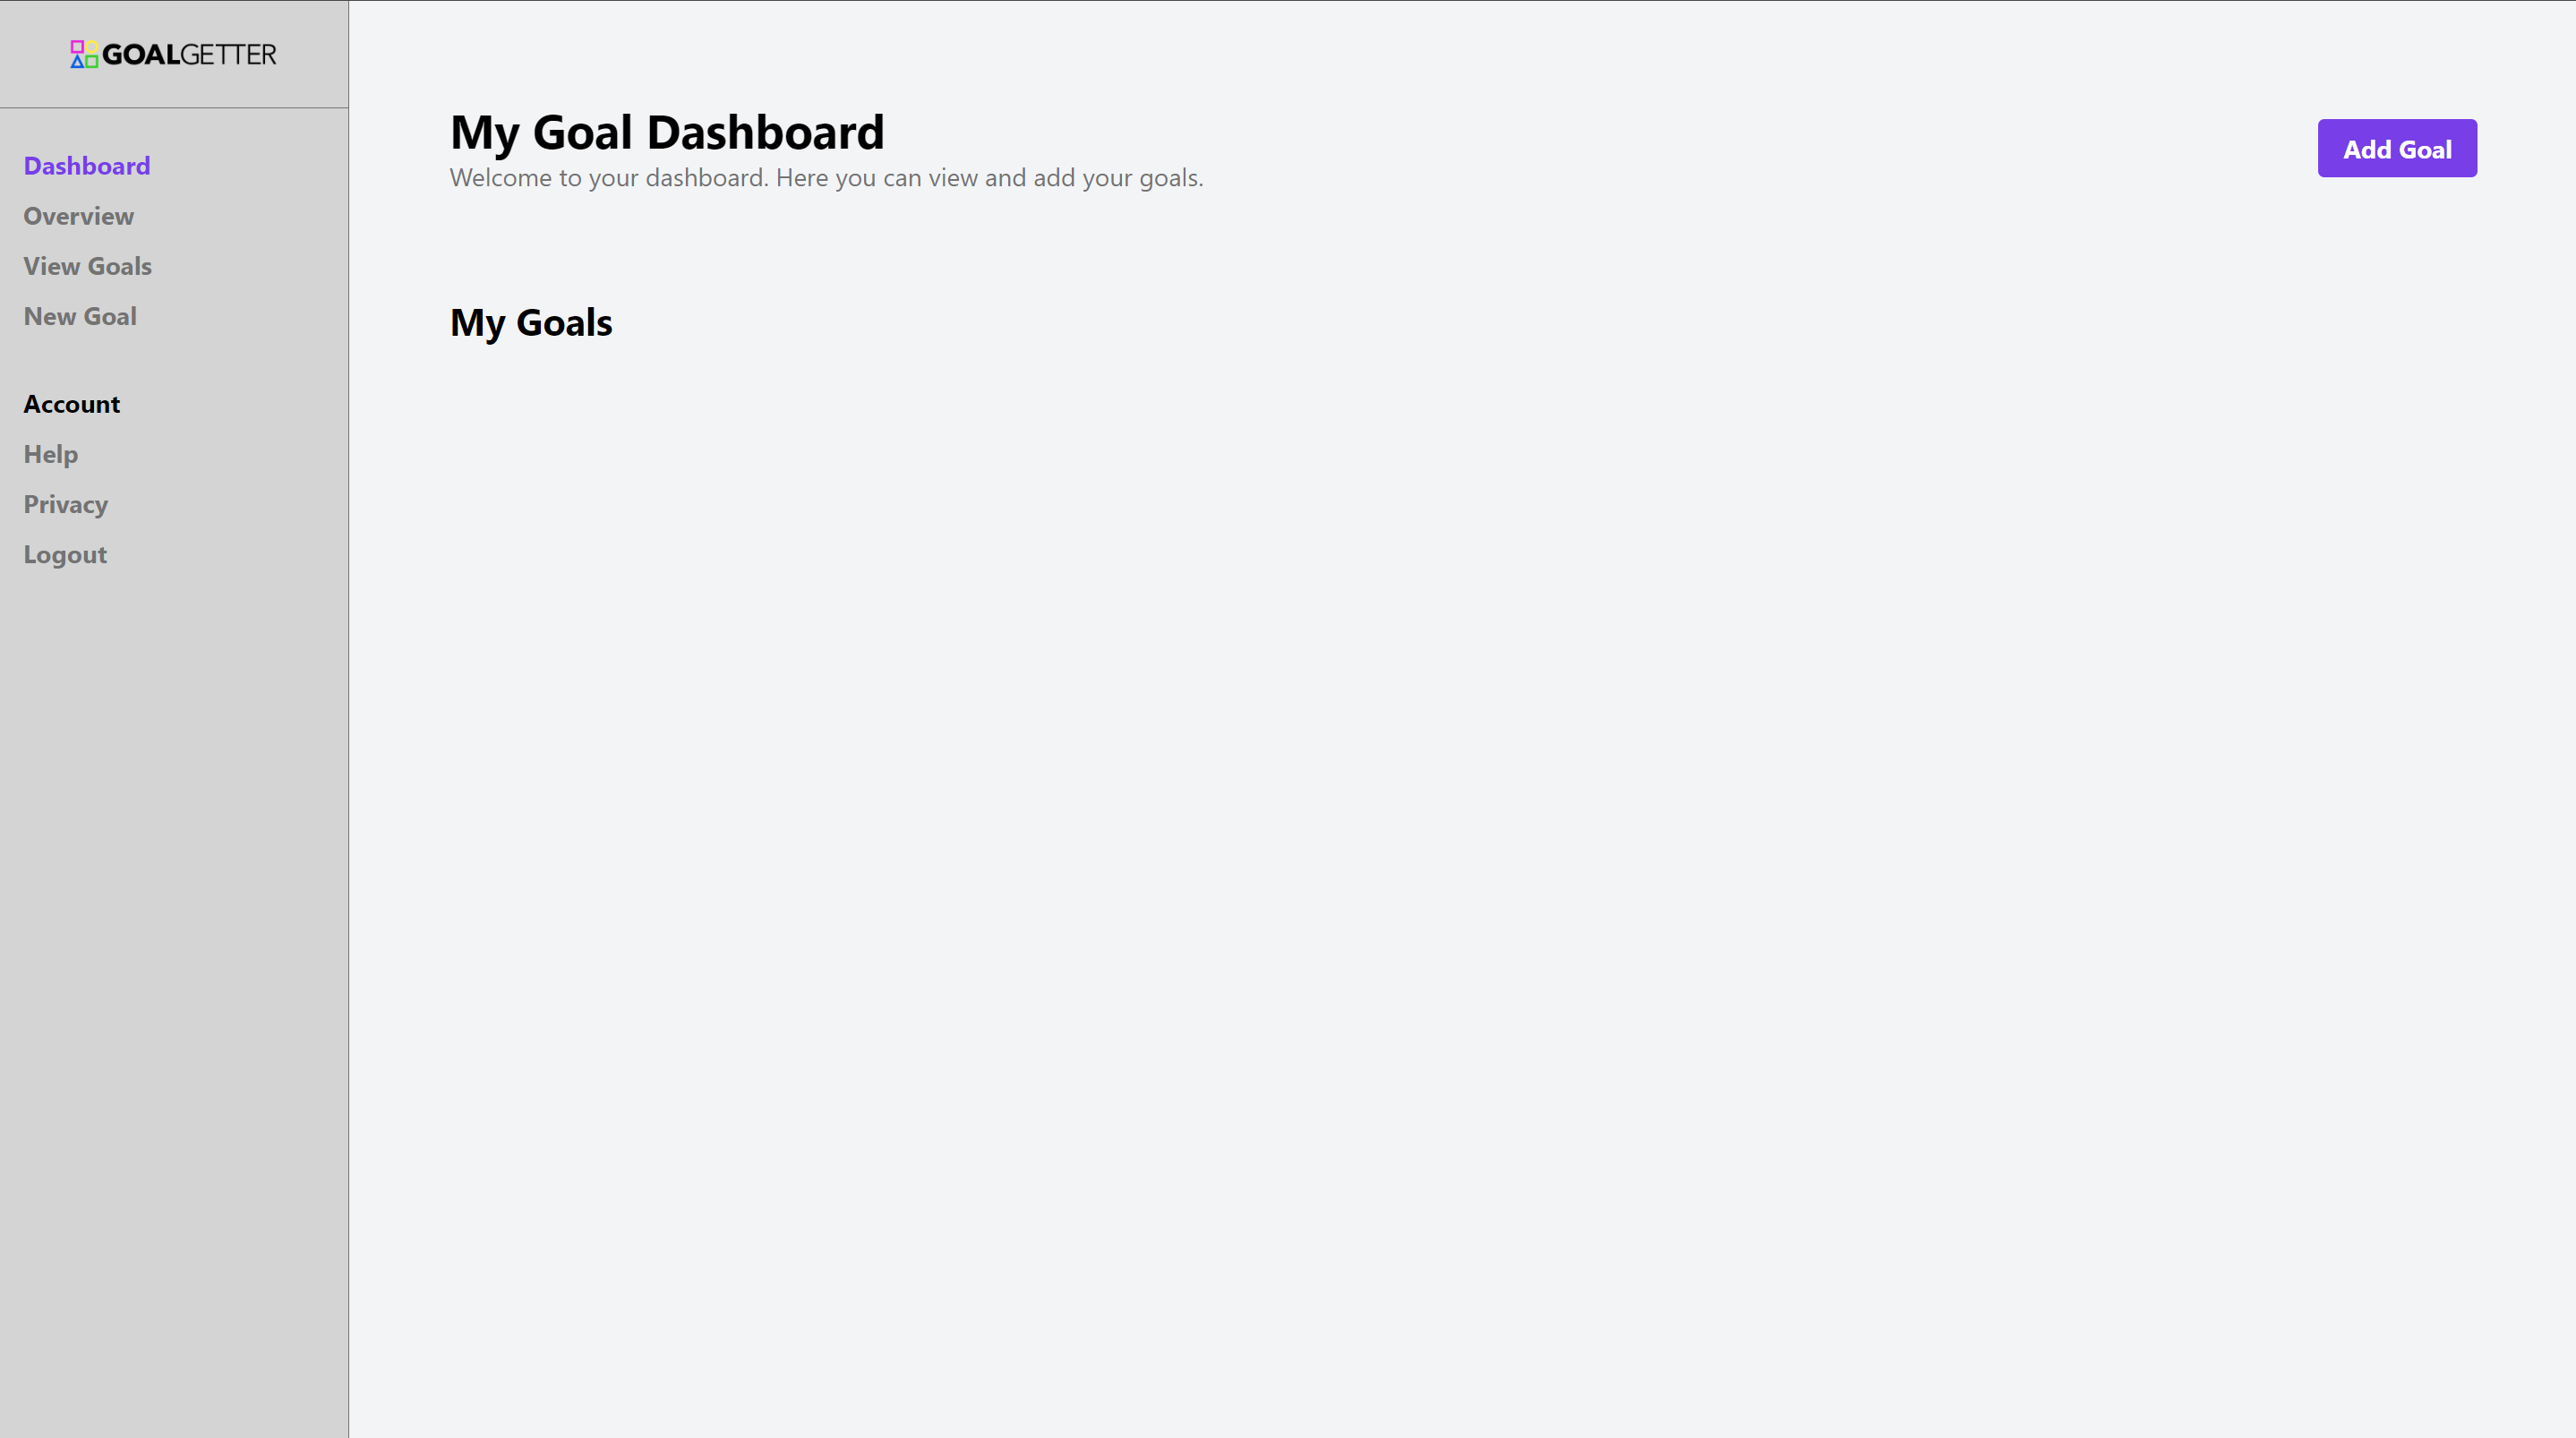 GOALGETTER
Dashboard
Overview
View Goals
New Goal
Account
Help
Privacy
Logout
My Goal Dashboard
Welcome to your dashboard. Here you can view and add your goals.
Add Goal
My Goals